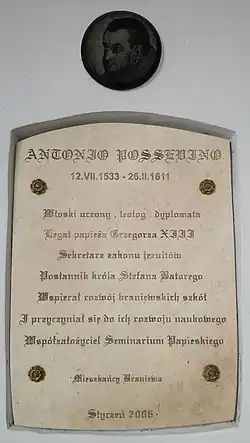 ANTONIO POSSEVINO
12.VII.1533 - 26.II.1611
Włoski uczony , teolog , dyplomata
Legat papieża Grzegorza XIII
Sekretarz zakonu jezuitów
Posłannik króla Stefana Batorego
Wspierał rozwój braniewskich szkół
I przyczyniał się do ich rozwoju naukowego
Współzałożyciel Seminarium Papieskiego
Mieszkańcy Braniewa
Styczeń 2006